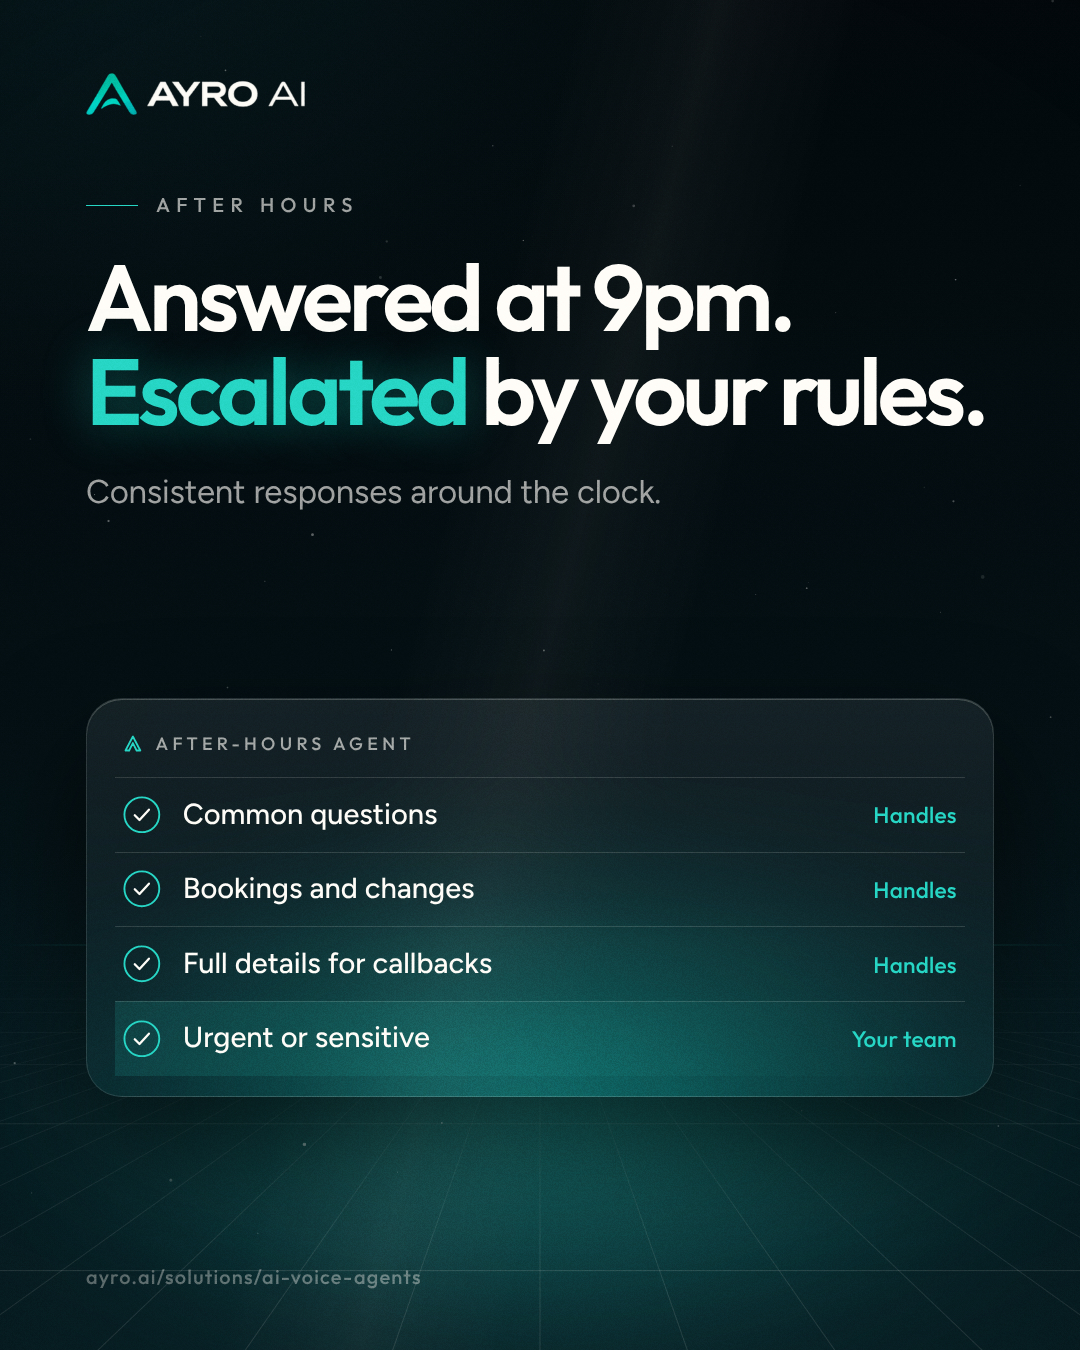 AYRO AI
AFTER HOURS
Answered at 9pm.
Escalated by your rules.
Consistent responses around the clock.
AFTER-HOURS AGENT
Common questions Handles
Bookings and changes Handles
Full details for callbacks Handles
Urgent or sensitive Your team
ayro.ai/solutions/ai-voice-agents